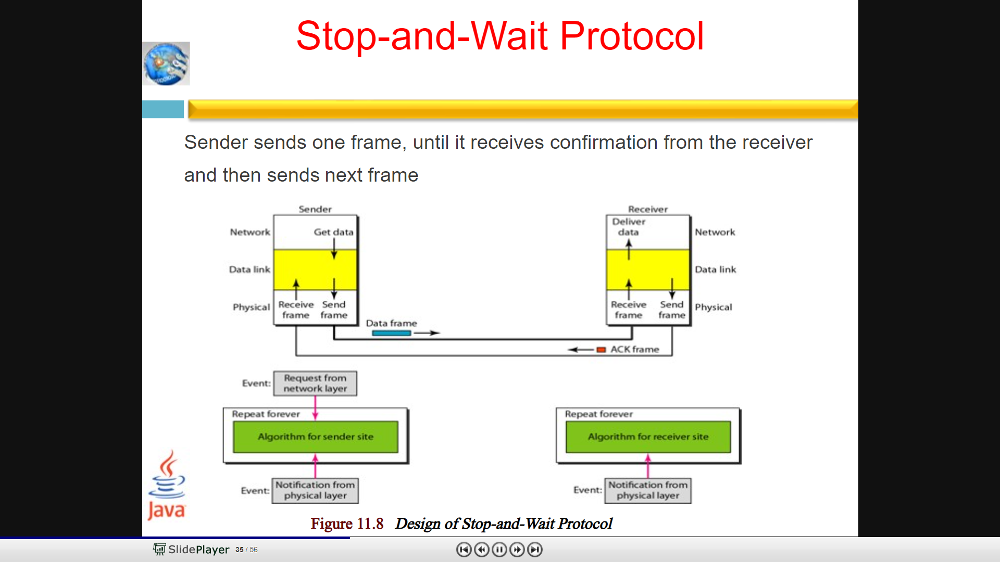 Stop-and-Wait Protocol
Sender sends one frame, until it receives confirmation from the receiver
and then sends next frame
Sender
Receiver
Network
Get data
Deliver
data
Network
Data link
Data link
Physical
Receive
frame
Send
frame
Receive
frame
Send
frame
Physical
Data frame
ACK frame
Event:
Request from
network layer
Repeat forever
Algorithm for sender site
Repeat forever
Algorithm for receiver site
Event:
Notification from
physical layer
Event:
Notification from
physical layer
Java
Figure 11.8 Design of Stop-and-Wait Protocol
SlidePlayer 35 / 56